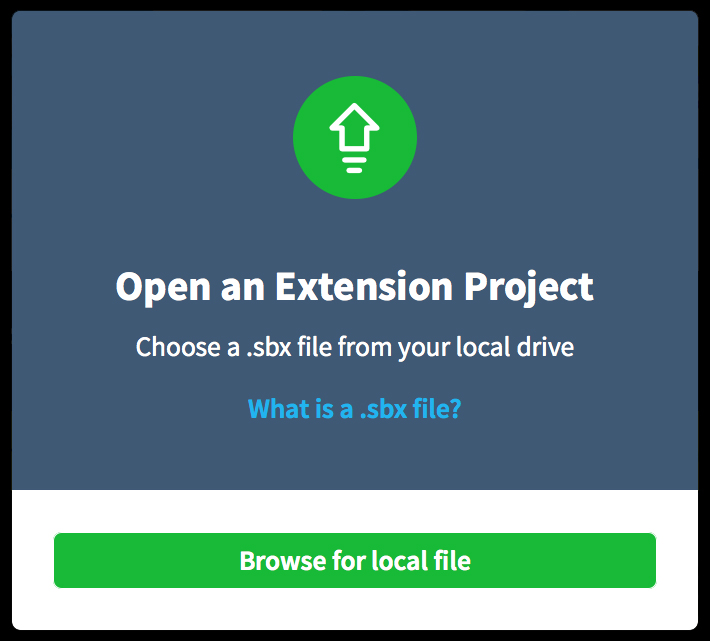 Open an Extension Project
Choose a .sbx file from your local drive
What is a .sbx file?
Browse for local file